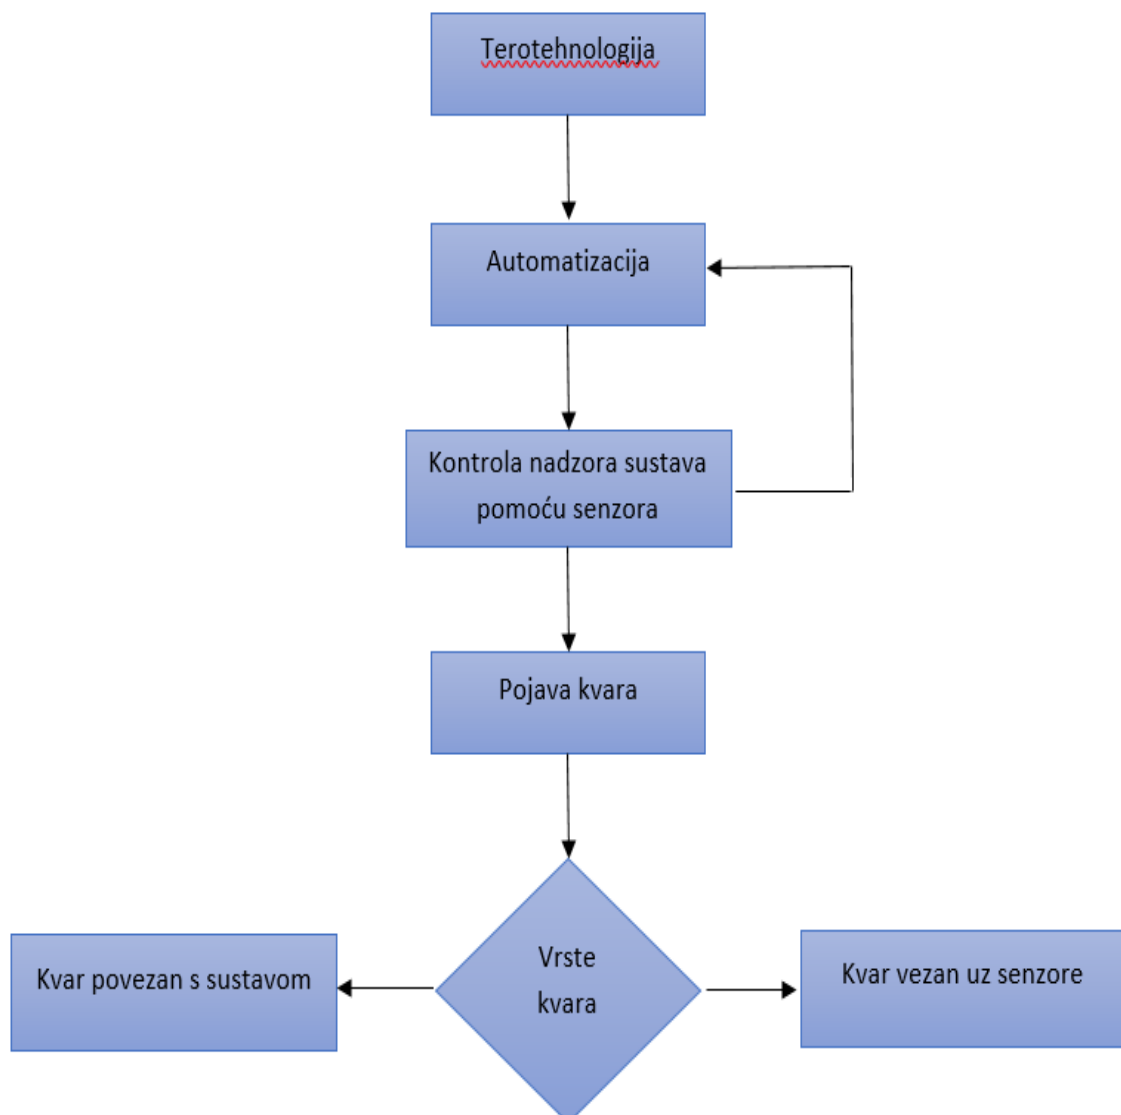 Terotehnologija
Automatizacija
Kontrola nadzora sustava
pomoću senzora
Pojava kvara
Vrste
kvara
Kvar povezan s sustavom
Kvar vezan uz senzore